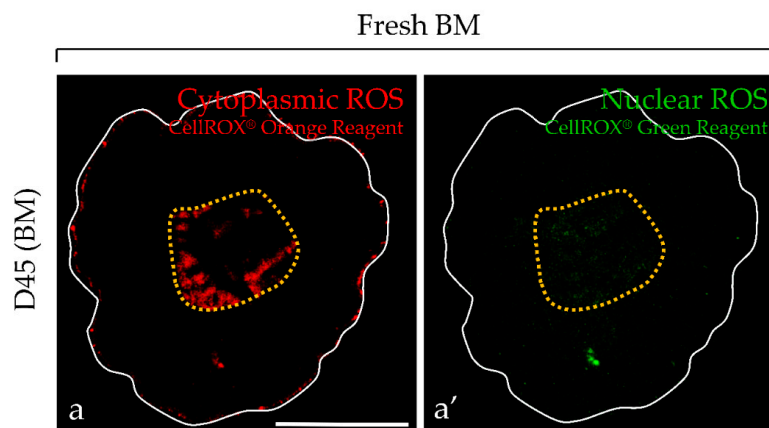 Fresh BM
D45 (BM)
Cytoplasmic ROS
CellROX® Orange Reagent
a
Nuclear ROS
CellROX® Green Reagent
a′